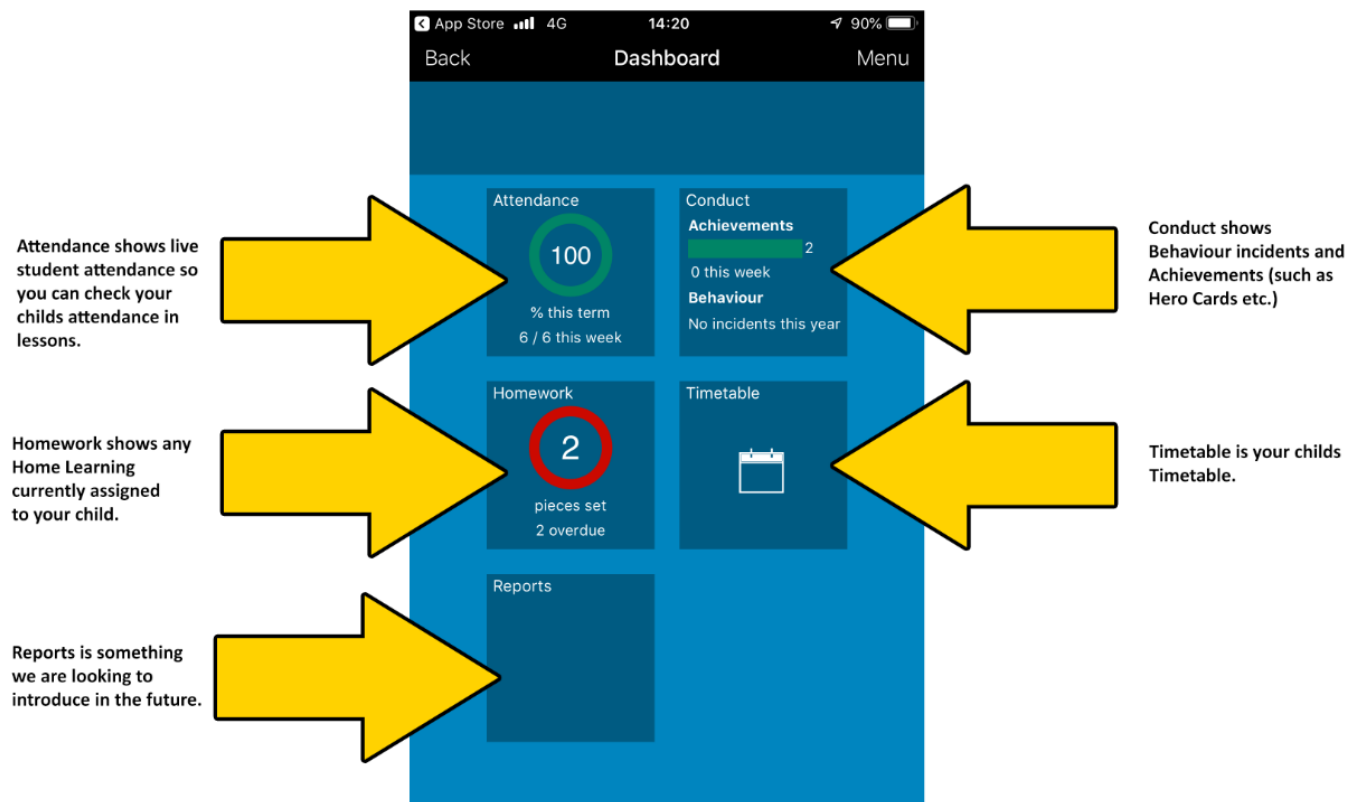 App Store 4G 14:20 90%
Back Dashboard Menu
Attendance
100
% this term
6 / 6 this week
Conduct
Achievements
2
0 this week
Behaviour
No incidents this year
Attendance shows live
student attendance so
you can check your
childs attendance in
lessons.
Conduct shows
Behaviour incidents and
Achievements (such as
Hero Cards etc.)
Homework
2
pieces set
2 overdue
Timetable
Homework shows any
Home Learning
currently assigned
to your child.
Timetable is your childs
Timetable.
Reports
Reports is something
we are looking to
introduce in the future.